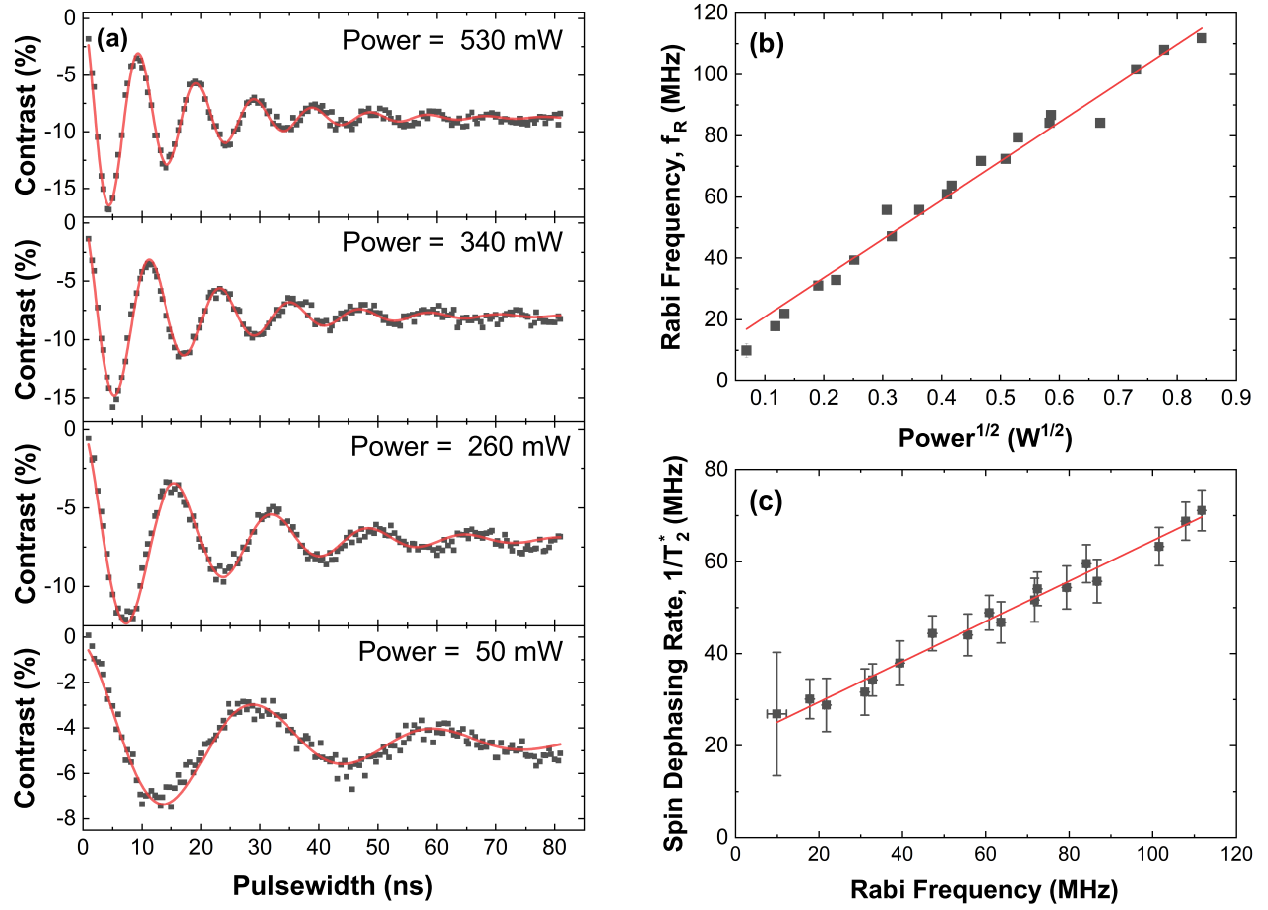 (a)
Power = 530 mW
Contrast (%)
0
-5
-10
-15
Power = 340 mW
Contrast (%)
0
-5
-10
-15
Power = 260 mW
Contrast (%)
0
-5
-10
Power = 50 mW
Contrast (%)
0
-2
-4
-6
-8
0 10 20 30 40 50 60 70 80
Pulsewidth (ns)
(b)
Rabi Frequency, f_R (MHz)
120
100
80
60
40
20
0
0.1 0.2 0.3 0.4 0.5 0.6 0.7 0.8 0.9
Power^1/2 (W^1/2)
(c)
Spin Dephasing Rate, 1/T_2^* (MHz)
80
60
40
20
0
0 20 40 60 80 100 120
Rabi Frequency (MHz)